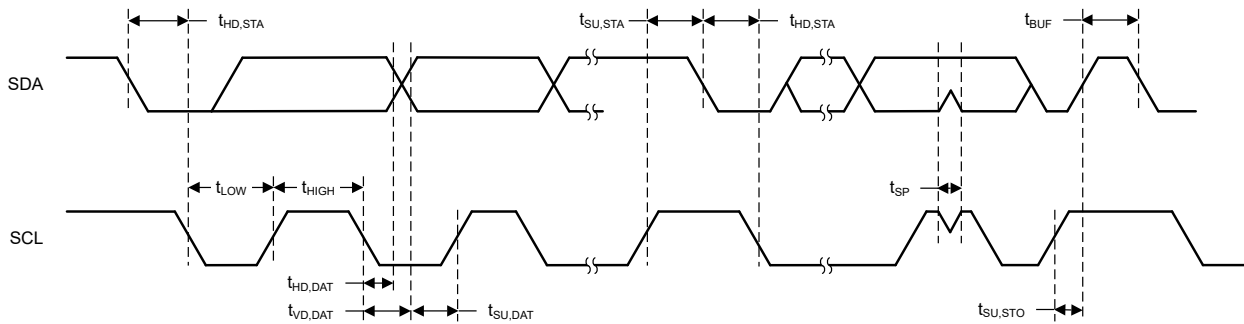 tHD,STA
tSU,STA
tHD,STA
tBUF
SDA
tLOW
tHIGH
tSP
SCL
tHD,DAT
tVD,DAT
tSU,DAT
tSU,STO